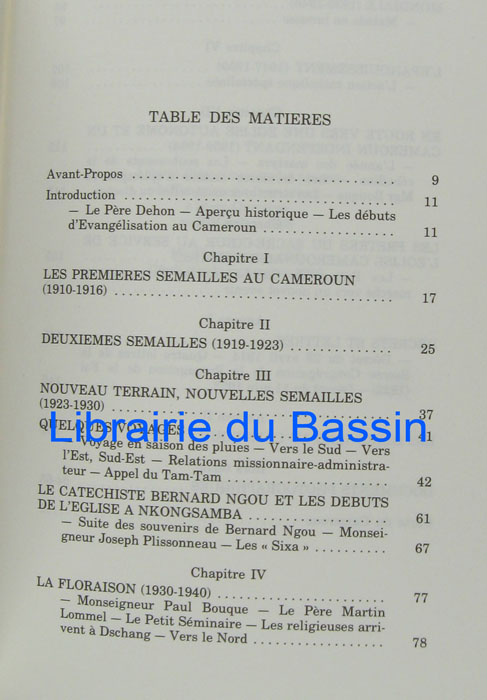 TABLE DES MATIERES
Avant-Propos ........ 9
Introduction ........ 11
— Le Père Dehon — Aperçu historique — Les débuts
d'Evangélisation au Cameroun ........ 11
Chapitre I
LES PREMIERES SEMAILLES AU CAMEROUN
(1910-1916) ........ 17
Chapitre II
DEUXIEMES SEMAILLES (1919-1923) ........ 25
Chapitre III
NOUVEAU TERRAIN, NOUVELLES SEMAILLES
(1923-1930) ........ 37
QUELQUES VOYAGES ........ 41
Librairie du Bassin
Voyage en saison des pluies — Vers le Sud — Vers
l'Est, Sud-Est — Relations missionnaire-administra-
teur — Appel du Tam-Tam ........ 42
LE CATECHISTE BERNARD NGOU ET LES DEBUTS
DE L'EGLISE A NKONGSAMBA ........ 61
— Suite des souvenirs de Bernard Ngou — Monsei-
gneur Joseph Plissonneau — Les « Sixa » ........ 67
Chapitre IV
LA FLORAISON (1930-1940) ........ 77
— Monseigneur Paul Bouque — Le Père Martin
Lommel — Le Petit Séminaire — Les religieuses arri-
vent à Dschang — Vers le Nord ........ 78